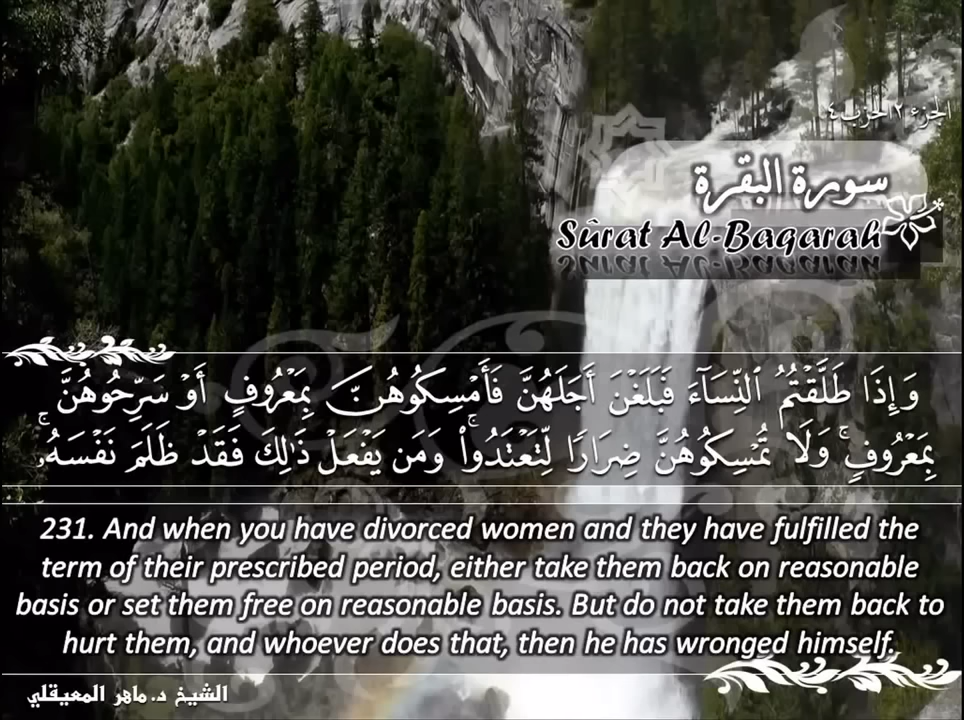 الجزء ٢ الحزب ٤
سورة البقرة
Sûrat Al-Baqarah
وَإِذَا طَلَّقْتُمُ ٱلنِّسَآءَ فَبَلَغْنَ أَجَلَهُنَّ فَأَمْسِكُوهُنَّ بِمَعْرُوفٍ أَوْ سَرِّحُوهُنَّ
بِمَعْرُوفٍ ۚ وَلَا تُمْسِكُوهُنَّ ضِرَارًا لِّتَعْتَدُوا۟ ۚ وَمَن يَفْعَلْ ذَٰلِكَ فَقَدْ ظَلَمَ نَفْسَهُۥ ۚ
231. And when you have divorced women and they have fulfilled the
term of their prescribed period, either take them back on reasonable
basis or set them free on reasonable basis. But do not take them back to
hurt them, and whoever does that, then he has wronged himself.
الشيخ د. ماهر المعيقلي